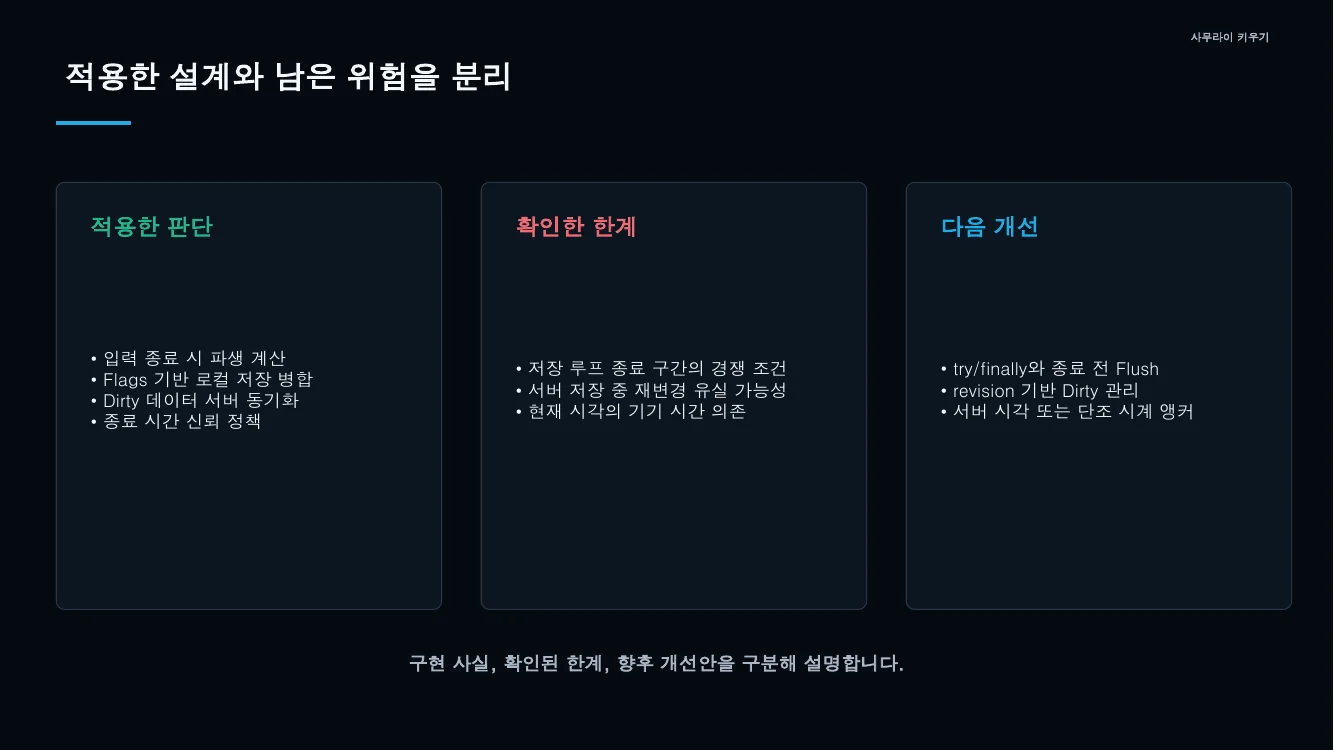 사무라이 키우기
적용한 설계와 남은 위험을 분리
적용한 판단
• 입력 종료 시 파생 계산
• Flags 기반 로컬 저장 병합
• Dirty 데이터 서버 동기화
• 종료 시간 신뢰 정책
확인한 한계
• 저장 루프 종료 구간의 경쟁 조건
• 서버 저장 중 재변경 유실 가능성
• 현재 시각의 기기 시간 의존
다음 개선
• try/finally와 종료 전 Flush
• revision 기반 Dirty 관리
• 서버 시각 또는 단조 시계 앵커
구현 사실, 확인된 한계, 향후 개선안을 구분해 설명합니다.